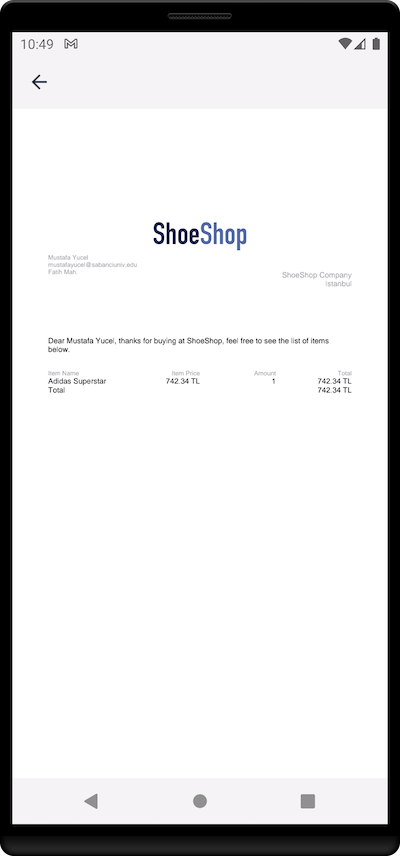 10:49
ShoeShop
Mustafa Yucel
mustafayucel@sabanciuniv.edu
Fatih Mah.
ShoeShop Company
Istanbul
Dear Mustafa Yucel, thanks for buying at ShoeShop, feel free to see the list of items
below.
Item Name Item Price Amount Total
Adidas Superstar 742.34 TL 1 742.34 TL
Total 742.34 TL